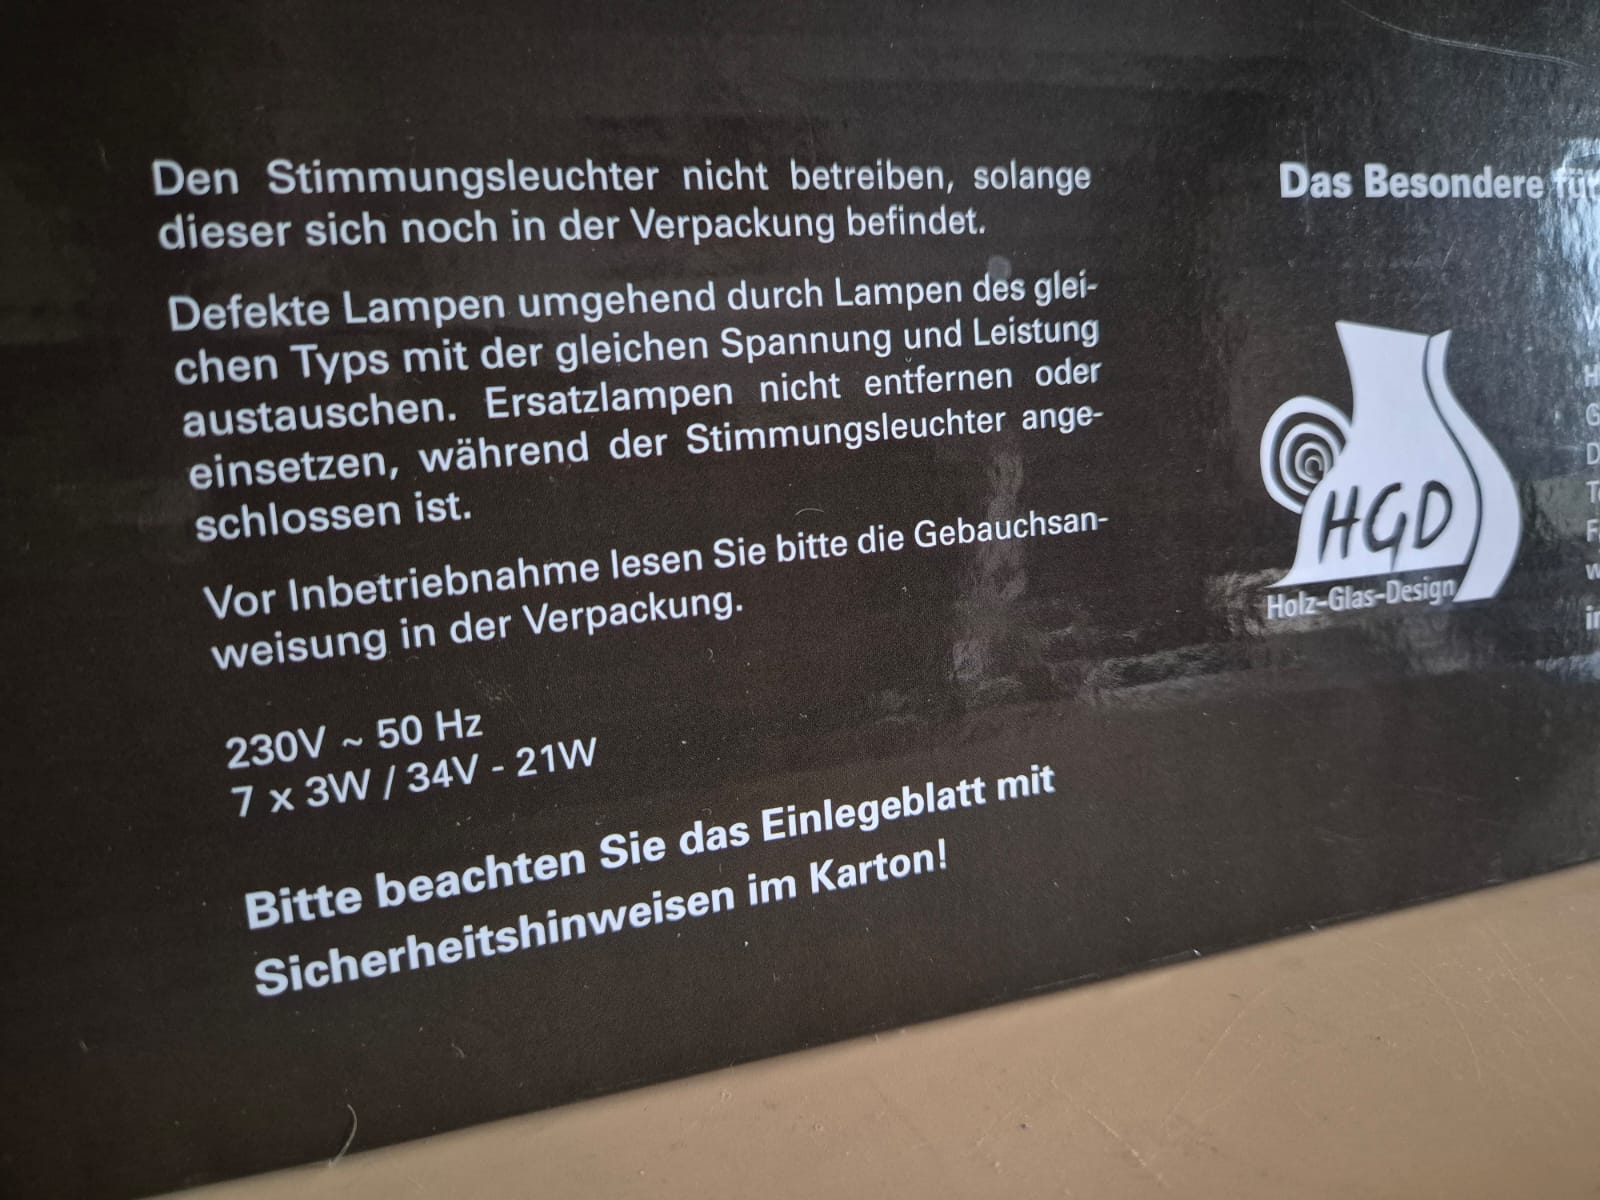 Den Stimmungsleuchter nicht betreiben, solange
dieser sich noch in der Verpackung befindet.
Defekte Lampen umgehend durch Lampen des glei-
chen Typs mit der gleichen Spannung und Leistung
austauschen. Ersatzlampen nicht entfernen oder
einsetzen, während der Stimmungsleuchter ange-
schlossen ist.
Vor Inbetriebnahme lesen Sie bitte die Gebauchsan-
weisung in der Verpackung.
230V ~ 50 Hz
7 x 3W / 34V - 21W
Bitte beachten Sie das Einlegeblatt mit
Sicherheitshinweisen im Karton!
Das Besondere für
HGD
Holz-Glas-Design